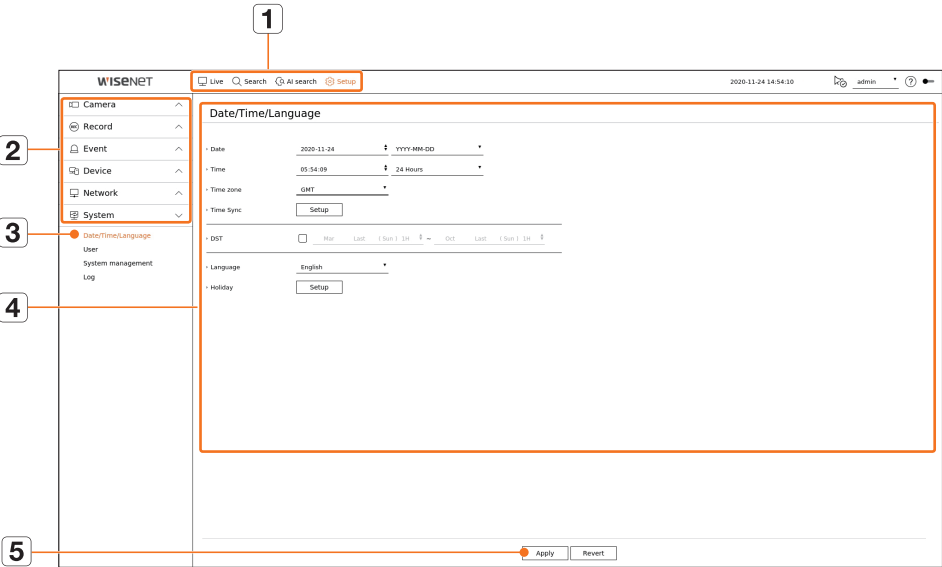 1
WISENET Live Search AI search Setup 2020-11-24 14:54:10 admin ?
Camera
Date/Time/Language
REC Record
2
Event
Date 2020-11-24 YYYY-MM-DD
Device
Time 05:54:09 24 Hours
Network
Time zone GMT
System
Time Sync Setup
3
Date/Time/Language
DST Mar Last ( Sun ) 1H ~ Oct Last ( Sun ) 1H
User
System management
Language English
Log
Holiday Setup
4
5
Apply Revert